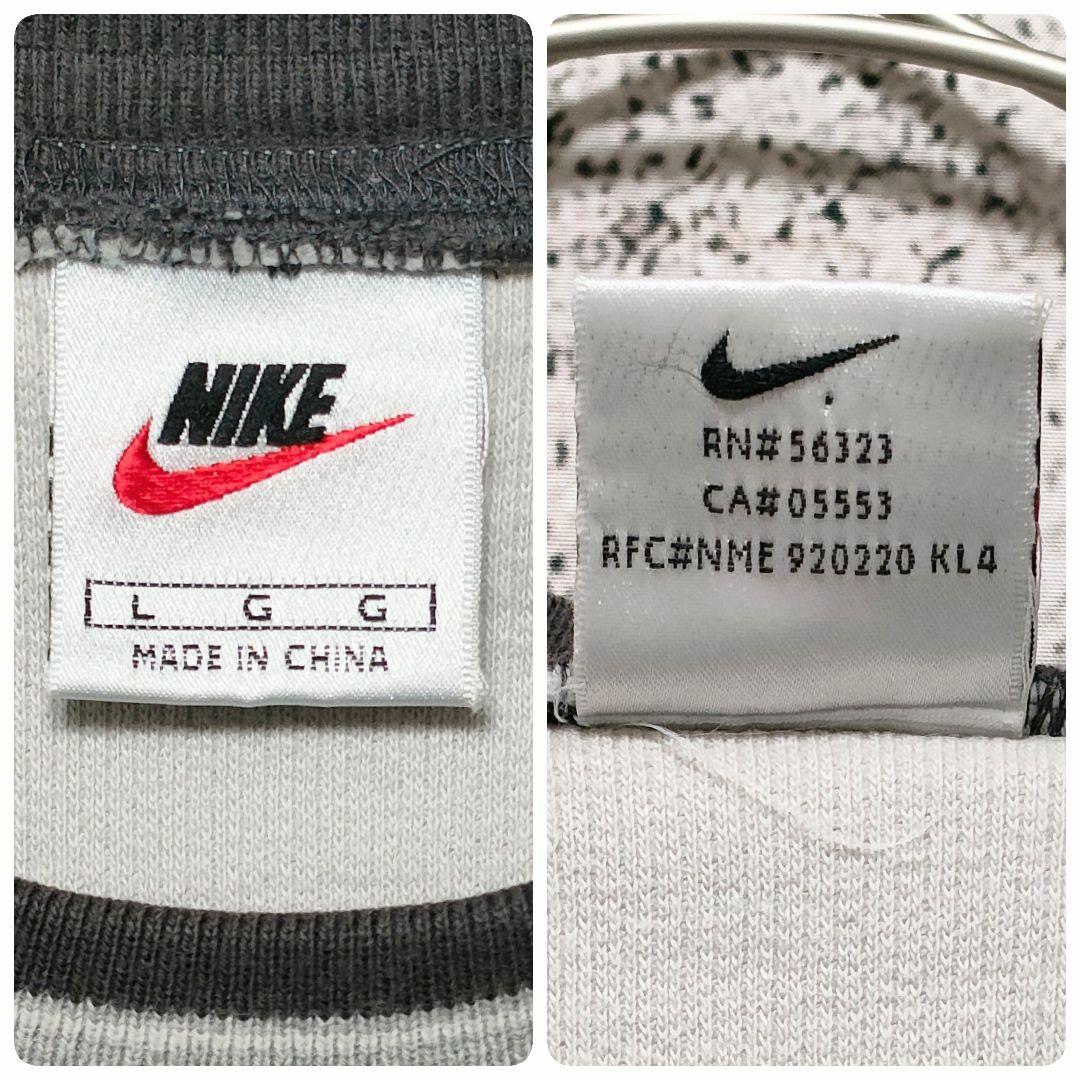 NIKE
L G G
MADE IN CHINA
RN# 56323
CA# 05553
RFC#NME 920220 KL4